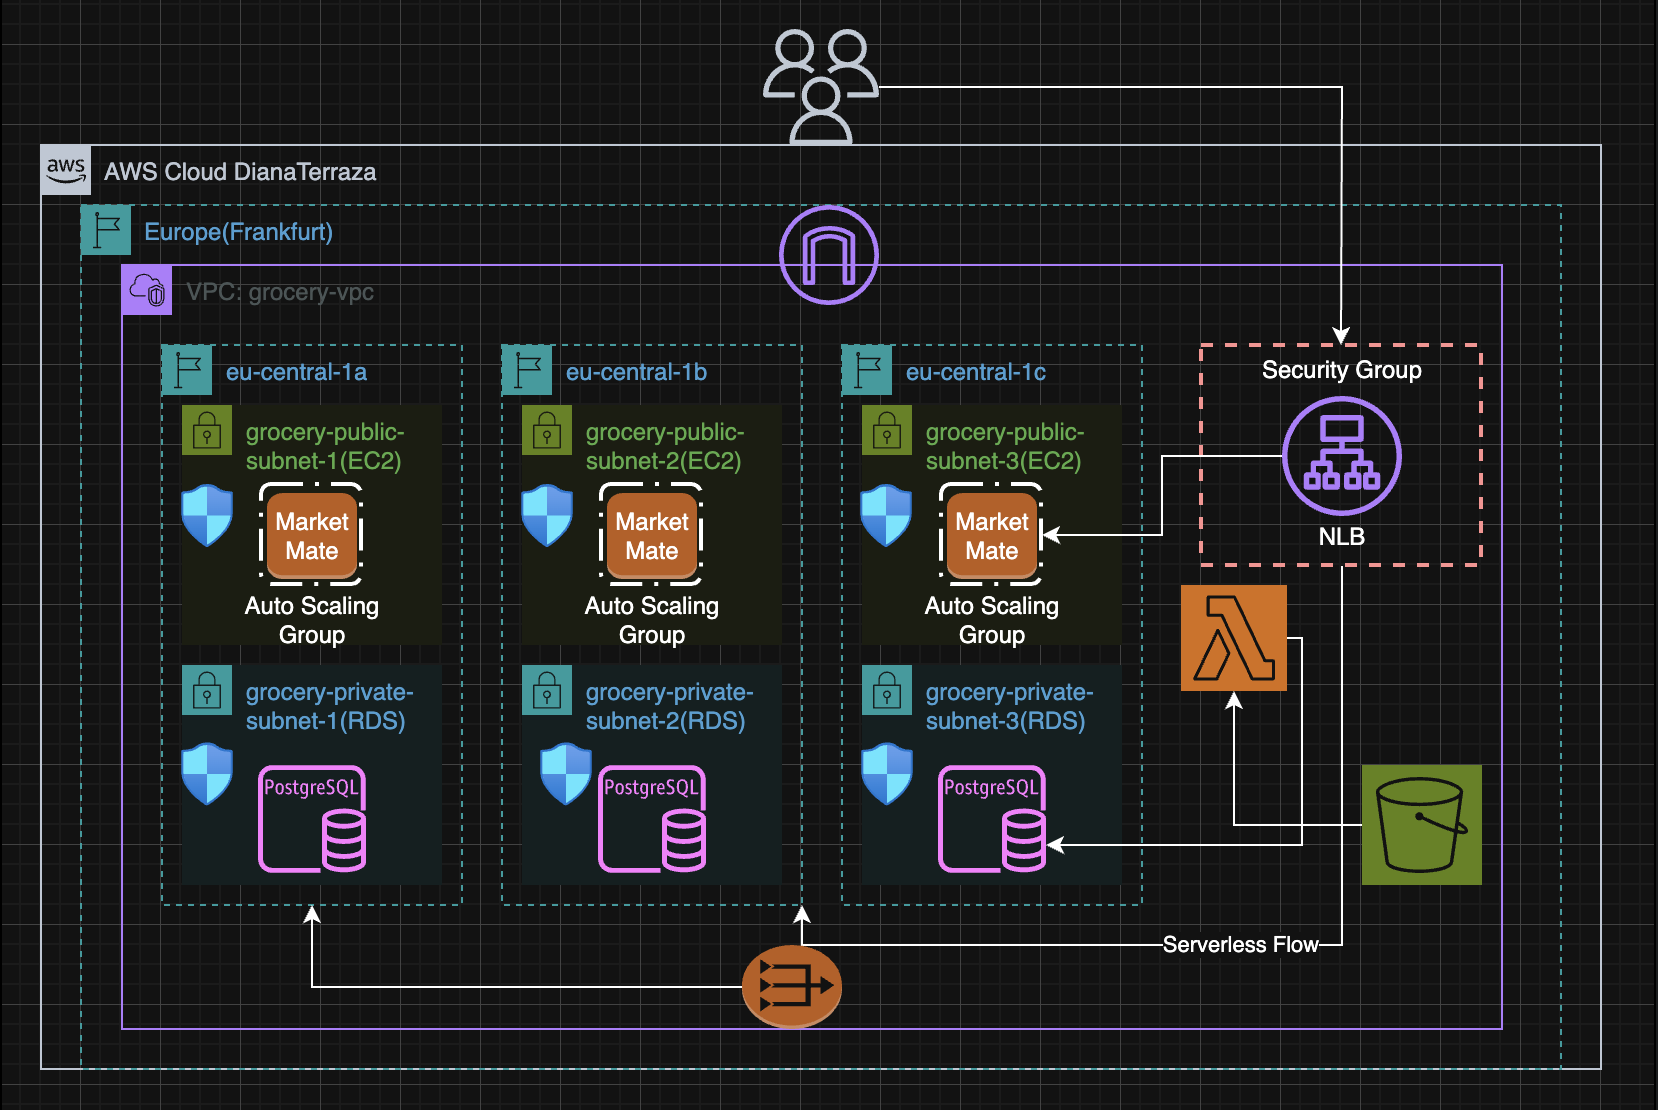 aws
AWS Cloud DianaTerraza
Europe(Frankfurt)
VPC: grocery-vpc
eu-central-1a
grocery-public-
subnet-1(EC2)
Market
Mate
Auto Scaling
Group
grocery-private-
subnet-1(RDS)
PostgreSQL
eu-central-1b
grocery-public-
subnet-2(EC2)
Market
Mate
Auto Scaling
Group
grocery-private-
subnet-2(RDS)
PostgreSQL
eu-central-1c
grocery-public-
subnet-3(EC2)
Market
Mate
Auto Scaling
Group
grocery-private-
subnet-3(RDS)
PostgreSQL
Security Group
NLB
Serverless Flow